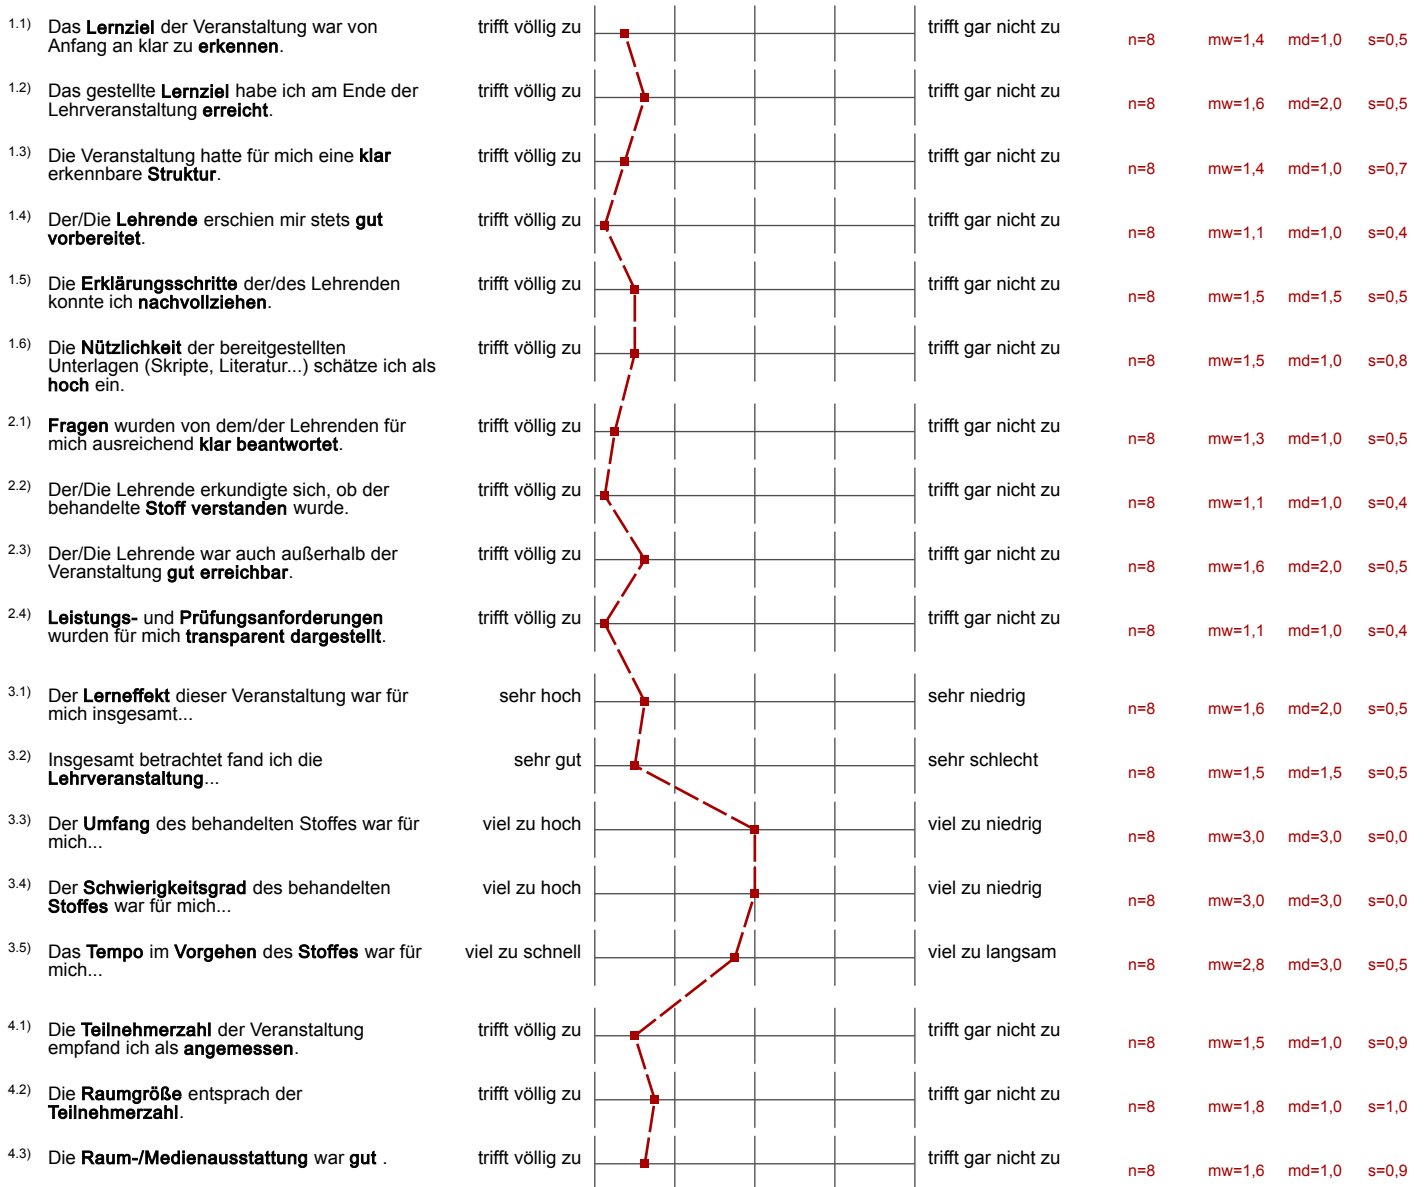 1.1) Das Lernziel der Veranstaltung war von trifft völlig zu trifft gar nicht zu
Anfang an klar zu erkennen. n=8 mw=1,4 md=1,0 s=0,5
1.2) Das gestellte Lernziel habe ich am Ende der trifft völlig zu trifft gar nicht zu
Lehrveranstaltung erreicht. n=8 mw=1,6 md=2,0 s=0,5
1.3) Die Veranstaltung hatte für mich eine klar trifft völlig zu trifft gar nicht zu
erkennbare Struktur. n=8 mw=1,4 md=1,0 s=0,7
1.4) Der/Die Lehrende erschien mir stets gut trifft völlig zu trifft gar nicht zu
vorbereitet. n=8 mw=1,1 md=1,0 s=0,4
1.5) Die Erklärungsschritte der/des Lehrenden trifft völlig zu trifft gar nicht zu
konnte ich nachvollziehen. n=8 mw=1,5 md=1,5 s=0,5
1.6) Die Nützlichkeit der bereitgestellten trifft völlig zu trifft gar nicht zu
Unterlagen (Skripte, Literatur...) schätze ich als n=8 mw=1,5 md=1,0 s=0,8
hoch ein.
2.1) Fragen wurden von dem/der Lehrenden für trifft völlig zu trifft gar nicht zu
mich ausreichend klar beantwortet. n=8 mw=1,3 md=1,0 s=0,5
2.2) Der/Die Lehrende erkundigte sich, ob der trifft völlig zu trifft gar nicht zu
behandelte Stoff verstanden wurde. n=8 mw=1,1 md=1,0 s=0,4
2.3) Der/Die Lehrende war auch außerhalb der trifft völlig zu trifft gar nicht zu
Veranstaltung gut erreichbar. n=8 mw=1,6 md=2,0 s=0,5
2.4) Leistungs- und Prüfungsanforderungen trifft völlig zu trifft gar nicht zu
wurden für mich transparent dargestellt. n=8 mw=1,1 md=1,0 s=0,4
3.1) Der Lerneffekt dieser Veranstaltung war für sehr hoch sehr niedrig
mich insgesamt... n=8 mw=1,6 md=2,0 s=0,5
3.2) Insgesamt betrachtet fand ich die sehr gut sehr schlecht
Lehrveranstaltung... n=8 mw=1,5 md=1,5 s=0,5
3.3) Der Umfang des behandelten Stoffes war für viel zu hoch viel zu niedrig
mich... n=8 mw=3,0 md=3,0 s=0,0
3.4) Der Schwierigkeitsgrad des behandelten viel zu hoch viel zu niedrig
Stoffes war für mich... n=8 mw=3,0 md=3,0 s=0,0
3.5) Das Tempo im Vorgehen des Stoffes war für viel zu schnell viel zu langsam
mich... n=8 mw=2,8 md=3,0 s=0,5
4.1) Die Teilnehmerzahl der Veranstaltung trifft völlig zu trifft gar nicht zu
empfand ich als angemessen. n=8 mw=1,5 md=1,0 s=0,9
4.2) Die Raumgröße entsprach der trifft völlig zu trifft gar nicht zu
Teilnehmerzahl. n=8 mw=1,8 md=1,0 s=1,0
4.3) Die Raum-/Medienausstattung war gut . trifft völlig zu trifft gar nicht zu
n=8 mw=1,6 md=1,0 s=0,9